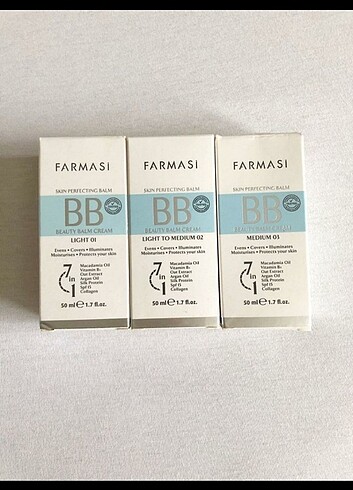 FARMASI
SKIN PERFECTING BALM
BB
BEAUTY BALM CREAM
LIGHT 01
Evens • Covers • Illuminates
Moisturises • Protects your skin
7 in 1
Macadamia Oil
Vitamin B₅
Oat Extract
Argan Oil
Silk Protein
Spf 15
Collagen
50 ml ℮ 1.7 fl.oz.
FARMASI
SKIN PERFECTING BALM
BB
BEAUTY BALM CREAM
LIGHT TO MEDIUM 02
Evens • Covers • Illuminates
Moisturises • Protects your skin
7 in 1
Macadamia Oil
Vitamin B₅
Oat Extract
Argan Oil
Silk Protein
Spf 15
Collagen
50 ml ℮ 1.7 fl.oz.
FARMASI
SKIN PERFECTING BALM
BB
BEAUTY BALM CREAM
MEDIUM 03
Evens • Covers • Illuminates
Moisturises • Protects your skin
7 in 1
Macadamia Oil
Vitamin B₅
Oat Extract
Argan Oil
Silk Protein
Spf 15
Collagen
50 ml ℮ 1.7 fl.oz.